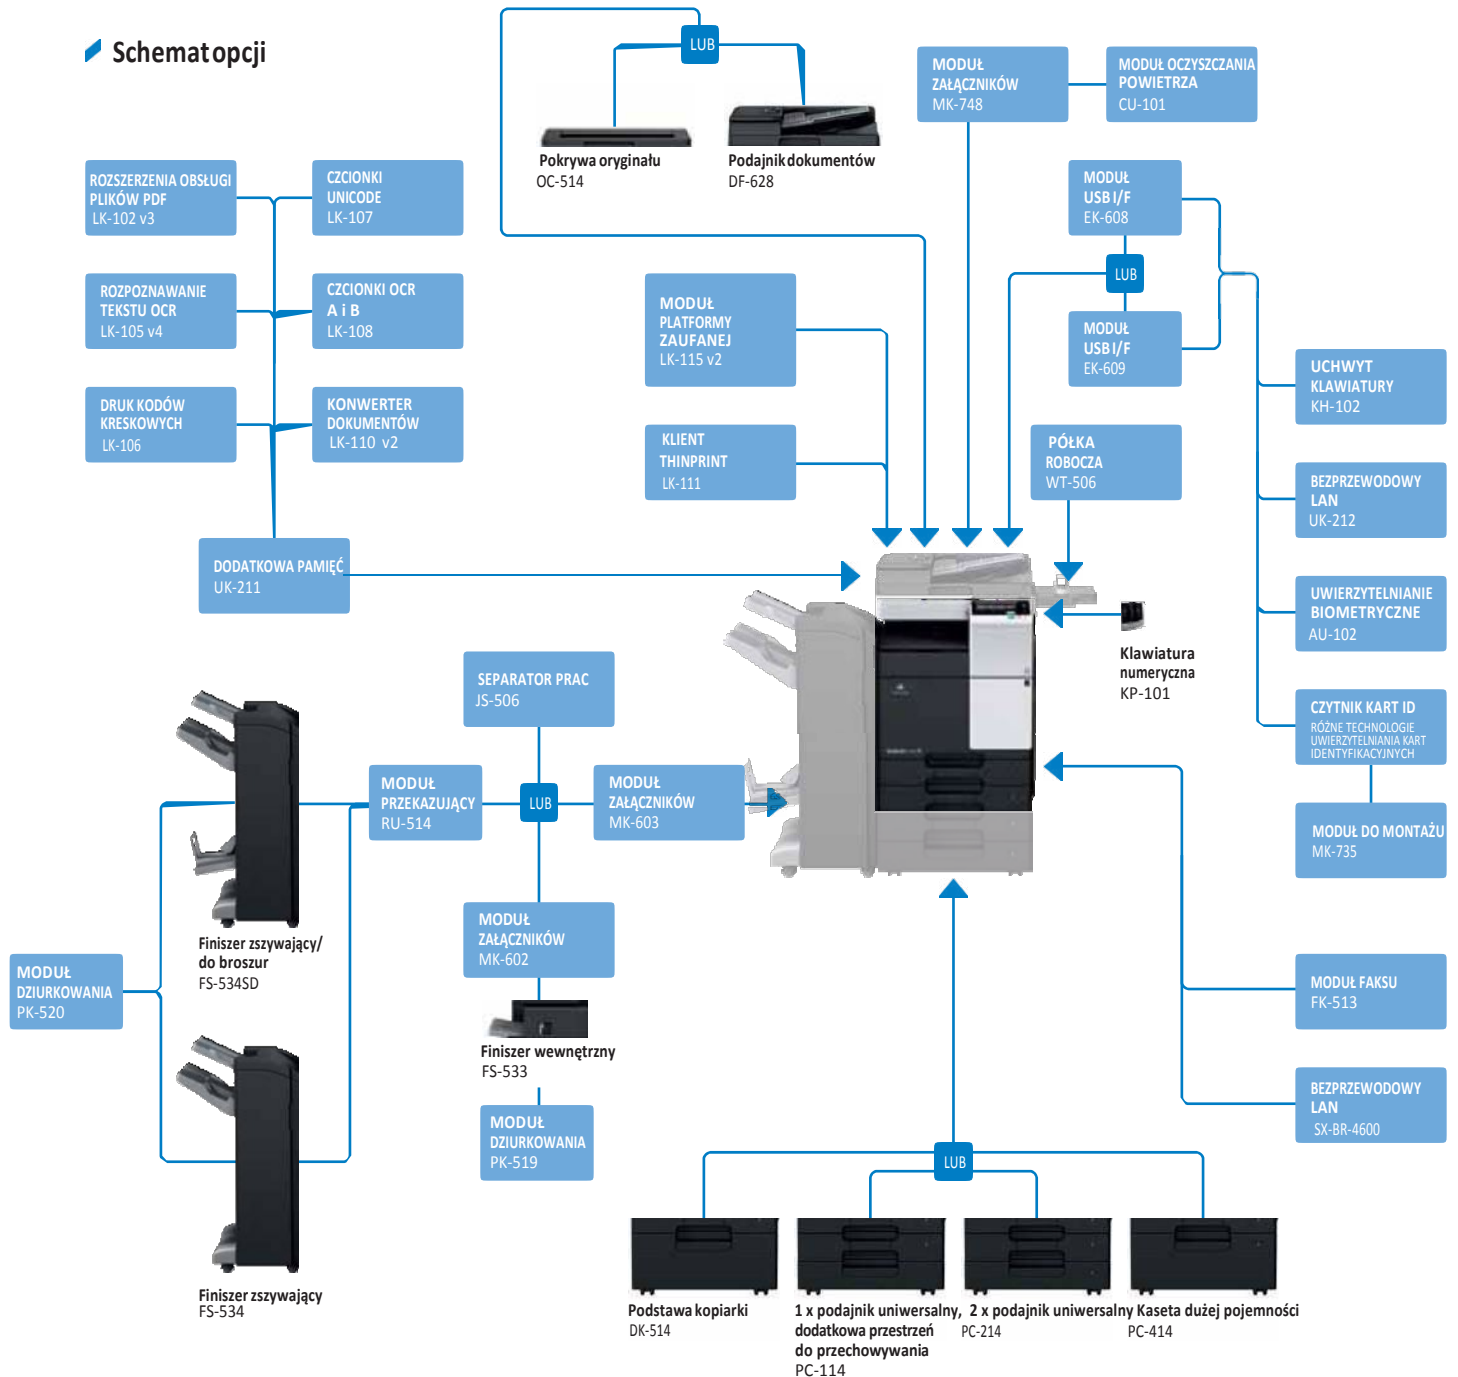 Schemat opcji
LUB
Pokrywa oryginału
OC-514
Podajnik dokumentów
DF-628
MODUŁ
ZAŁĄCZNIKÓW
MK-748
MODUŁ OCZYSZCZANIA
POWIETRZA
CU-101
ROZSZERZENIA OBSŁUGI
PLIKÓW PDF
LK-102 v3
CZCIONKI
UNICODE
LK-107
ROZPOZNAWANIE
TEKSTU OCR
LK-105 v4
CZCIONKI OCR
A i B
LK-108
DRUK KODÓW
KRESKOWYCH
LK-106
KONWERTER
DOKUMENTÓW
LK-110 v2
DODATKOWA PAMIĘĆ
UK-211
MODUŁ
PLATFORMY
ZAUFANEJ
LK-115 v2
KLIENT
THINPRINT
LK-111
MODUŁ
USB I/F
EK-608
LUB
MODUŁ
USB I/F
EK-609
PÓŁKA
ROBOCZA
WT-506
UCHWYT
KLAWIATURY
KH-102
BEZPRZEWODOWY
LAN
UK-212
UWIERZYTELNIANIE
BIOMETRYCZNE
AU-102
CZYTNIK KART ID
RÓŻNE TECHNOLOGIE
UWIERZYTELNIANIA KART
IDENTYFIKACYJNYCH
MODUŁ DO MONTAŻU
MK-735
Klawiatura
numeryczna
KP-101
SEPARATOR PRAC
JS-506
MODUŁ
PRZEKAZUJĄCY
RU-514
LUB
MODUŁ
ZAŁĄCZNIKÓW
MK-603
MODUŁ
ZAŁĄCZNIKÓW
MK-602
Finiszer wewnętrzny
FS-533
MODUŁ
DZIURKOWANIA
PK-519
Finiszer zszywający/
do broszur
FS-534SD
MODUŁ
DZIURKOWANIA
PK-520
Finiszer zszywający
FS-534
MODUŁ FAKSU
FK-513
BEZPRZEWODOWY
LAN
SX-BR-4600
LUB
Podstawa kopiarki
DK-514
1 x podajnik uniwersalny,
dodatkowa przestrzeń
do przechowywania
PC-114
2 x podajnik uniwersalny
PC-214
Kaseta dużej pojemności
PC-414